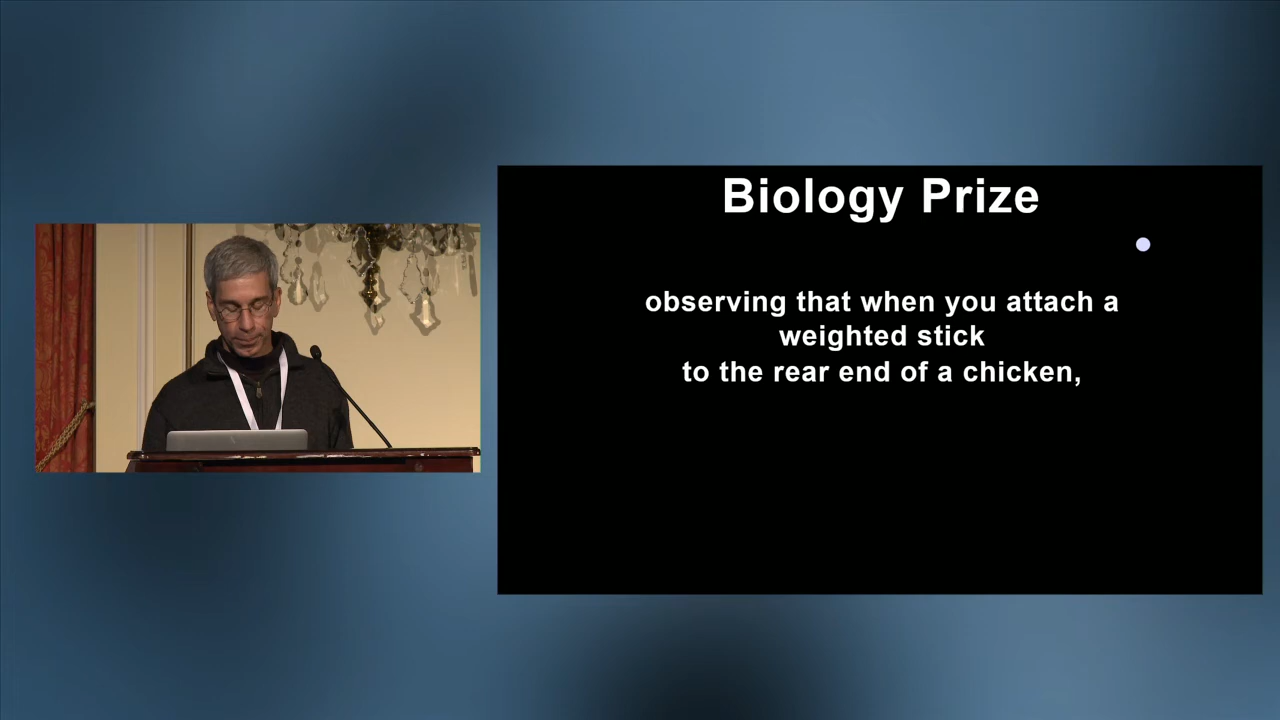 Biology Prize
observing that when you attach a
weighted stick
to the rear end of a chicken,